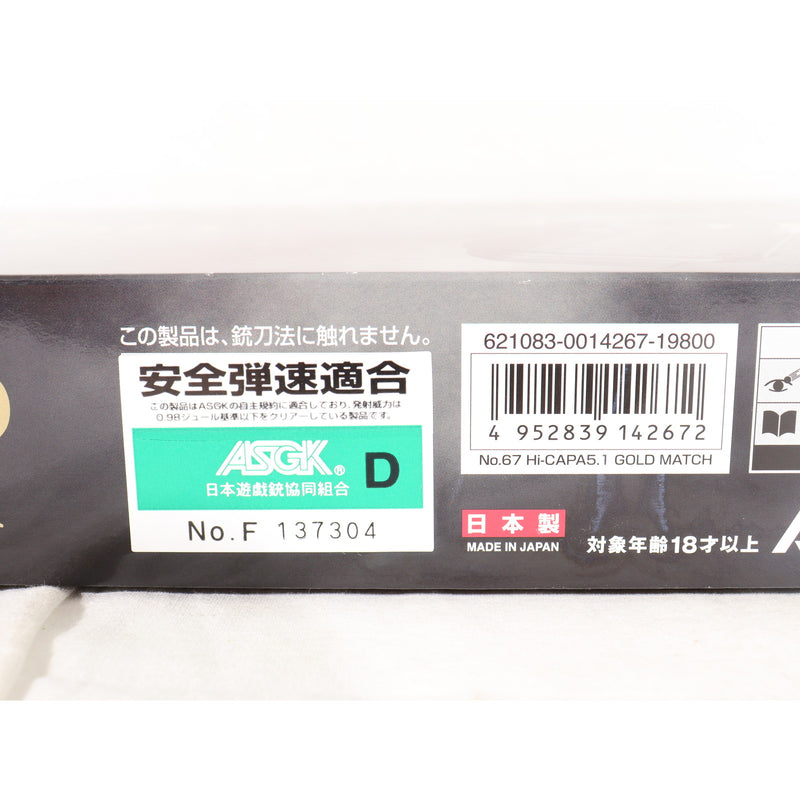 この製品は、銃刀法に触れません。
安全弾速適合
この製品はASGKの自主規約に適合しており、発射威力は
0.98ジュール基準以下をクリアーしている製品です。
ASGK®
D
日本遊戯銃協同組合
No.F 137304
621083-0014267-19800
4 952839 142672
No.67 Hi-CAPA5.1 GOLD MATCH
日本製
MADE IN JAPAN
対象年齢18才以上